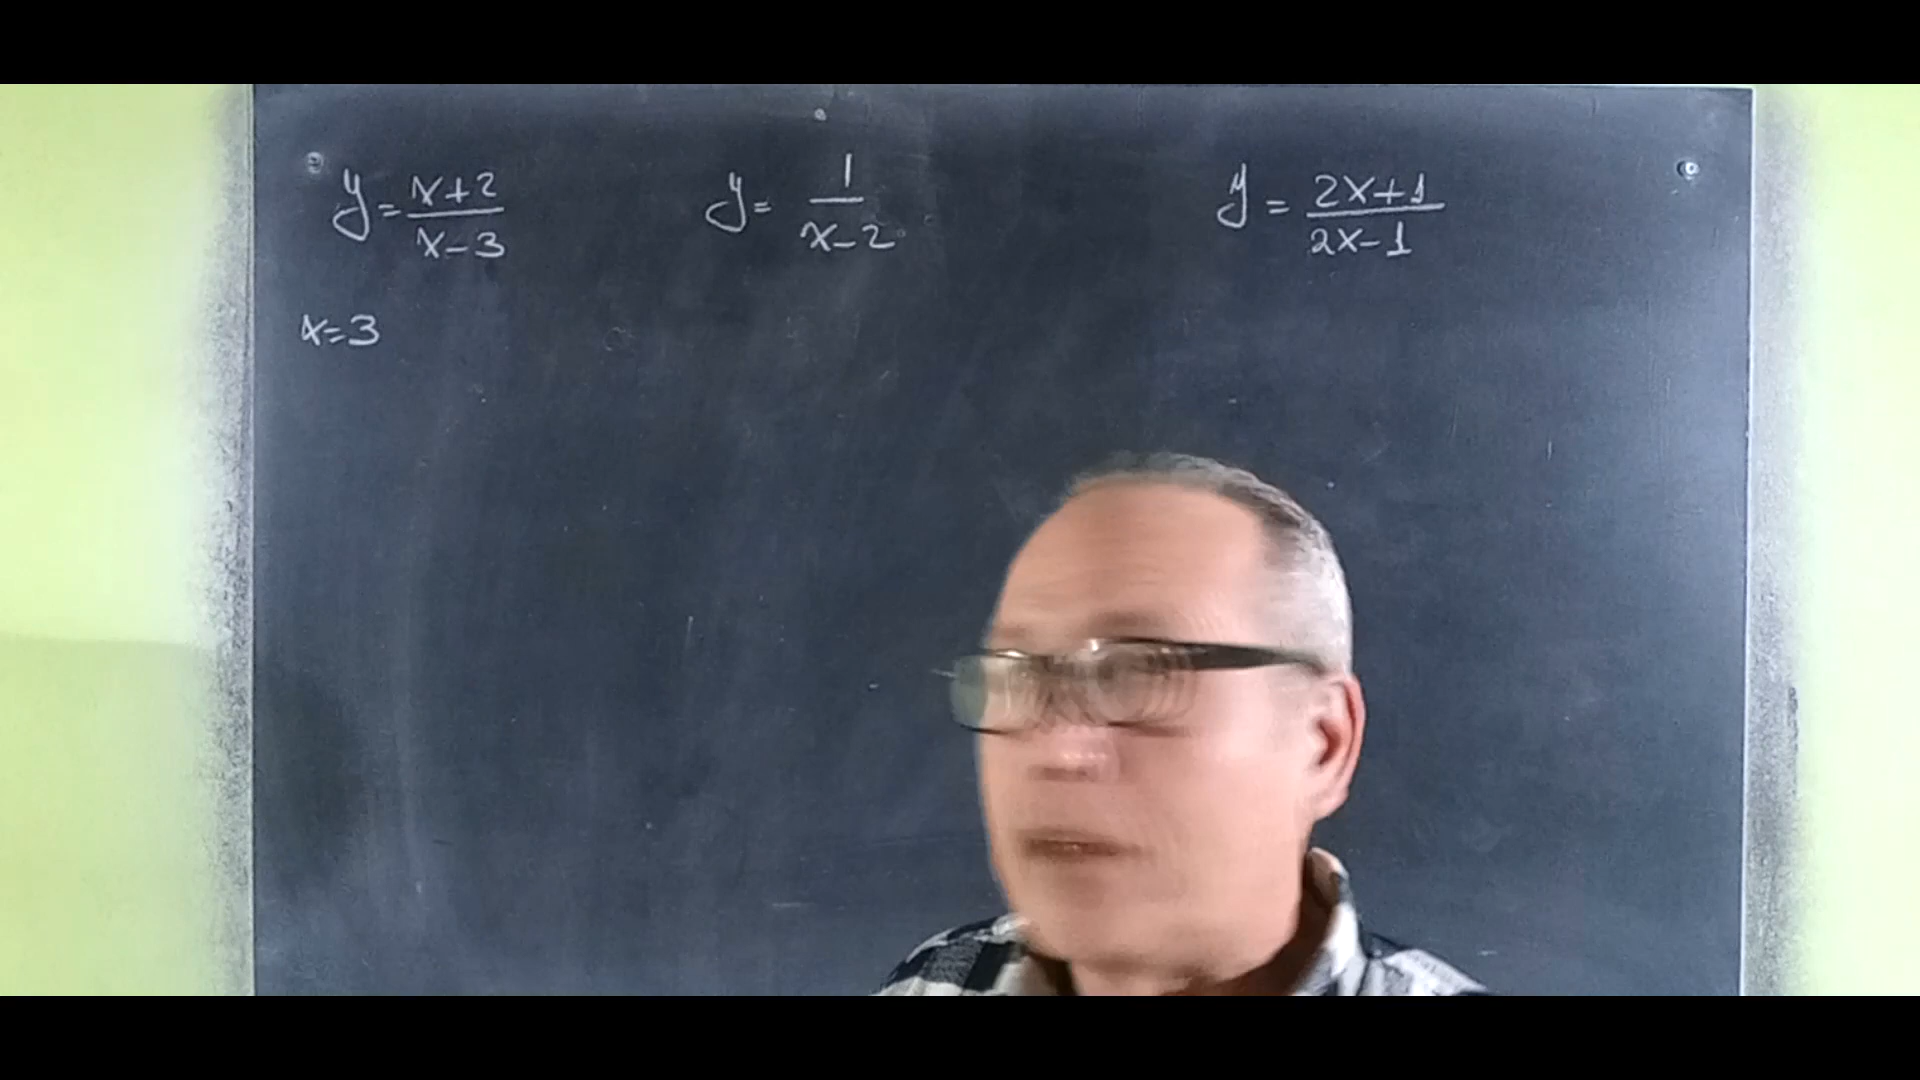 y = x+2 / x-3
y = 1 / x-2
y = 2x+1 / 2x-1
x=3